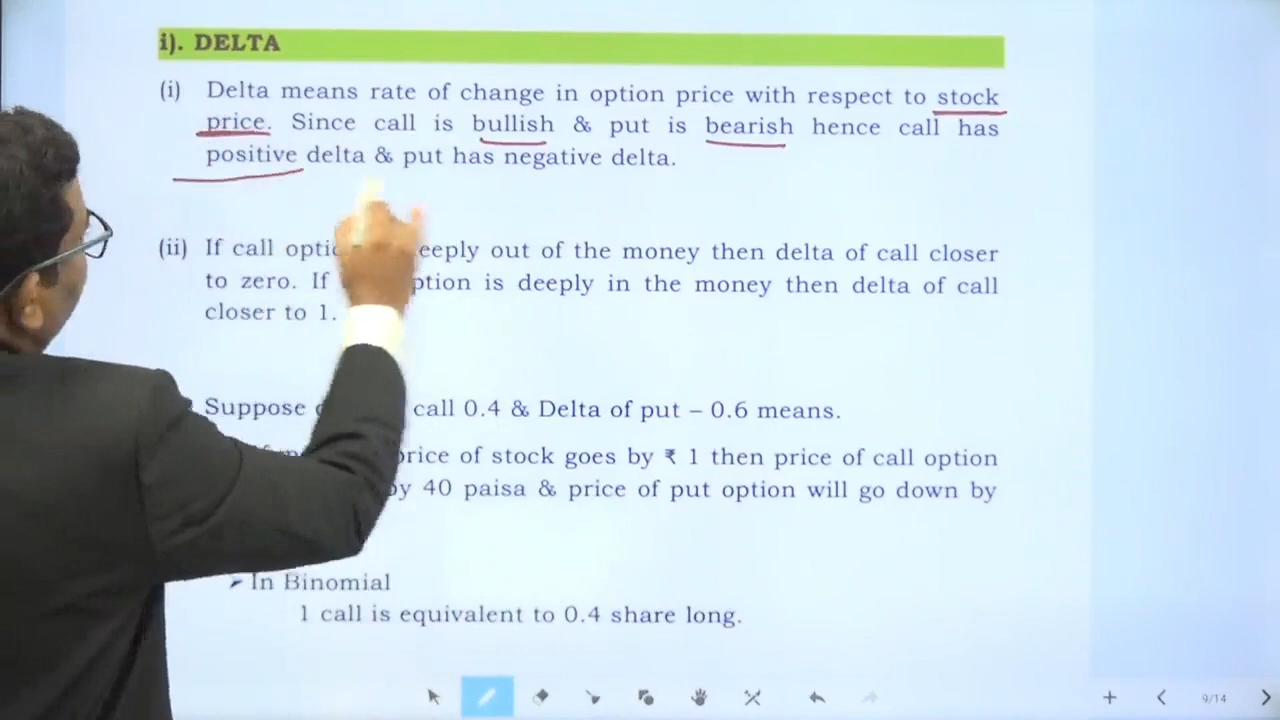 i). DELTA
(i) Delta means rate of change in option price with respect to stock
price. Since call is bullish & put is bearish hence call has
positive delta & put has negative delta.
(ii) If call eeply out of the money then delta of call closer
to zero. If ption is deeply in the money then delta of call
closer to 1.
Suppose call 0.4 & Delta of put – 0.6 means.
rice of stock goes by ₹ 1 then price of call option
by 40 paisa & price of put option will go down by
➤ In Binomial
1 call is equivalent to 0.4 share long.
9/14